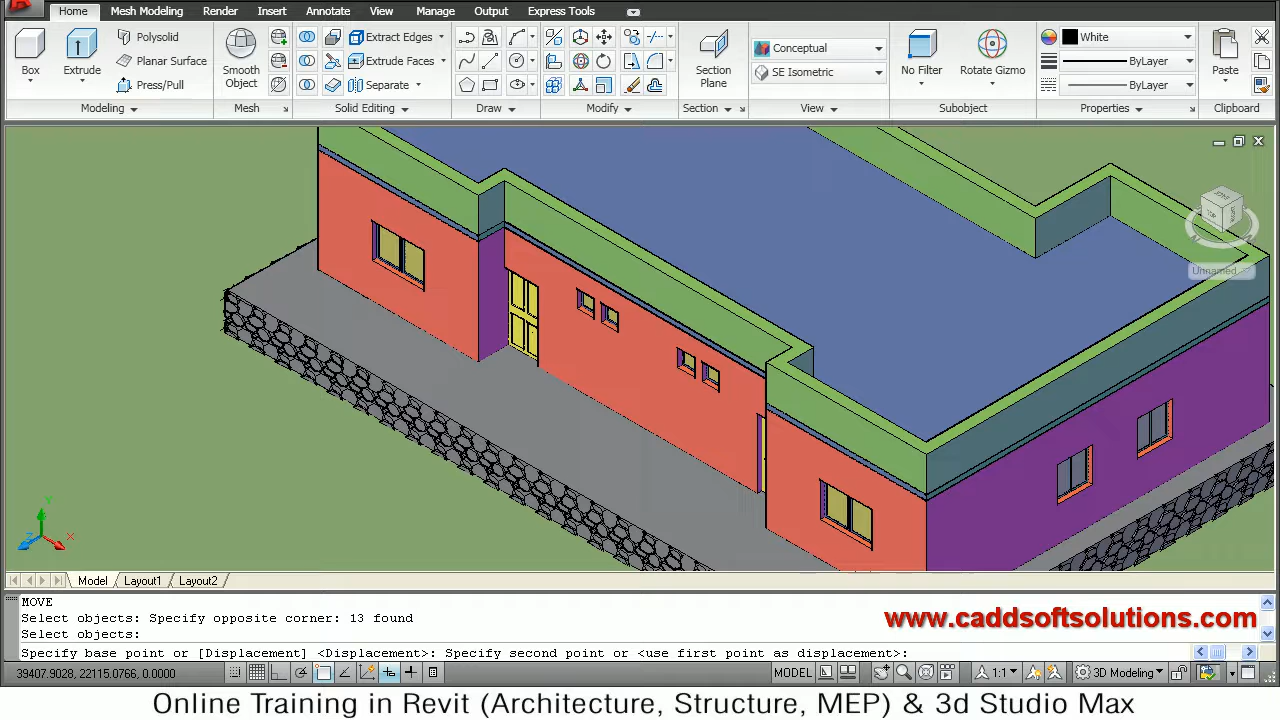 Home Mesh Modeling Render Insert Annotate View Manage Output Express Tools
Polysolid Extract Edges Conceptual White
Planar Surface Extrude Faces ByLayer
Box Extrude Smooth Object Section Plane SE Isometric No Filter Rotate Gizmo Paste
Press/Pull Separate ByLayer
Modeling Mesh Solid Editing Draw Modify Section View Subobject Properties Clipboard
Unnamed
Y
X
Z
Model Layout1 Layout2
MOVE
Select objects: Specify opposite corner: 13 found
Select objects:
www.caddsoftsolutions.com
Specify base point or [Displacement] <Displacement>: Specify second point or <use first point as displacement>:
39407.9028, 22115.0766, 0.0000 MODEL 1:1 3D Modeling
Online Training in Revit (Architecture, Structure, MEP) & 3d Studio Max